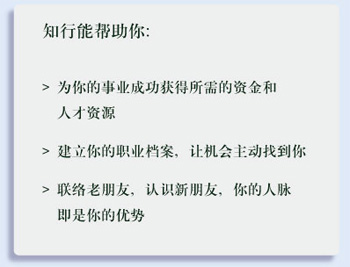 知行能帮助你:
> 为你的事业成功获得所需的资金和
人才资源
> 建立你的职业档案，让机会主动找到你
> 联络老朋友，认识新朋友，你的人脉
即是你的优势